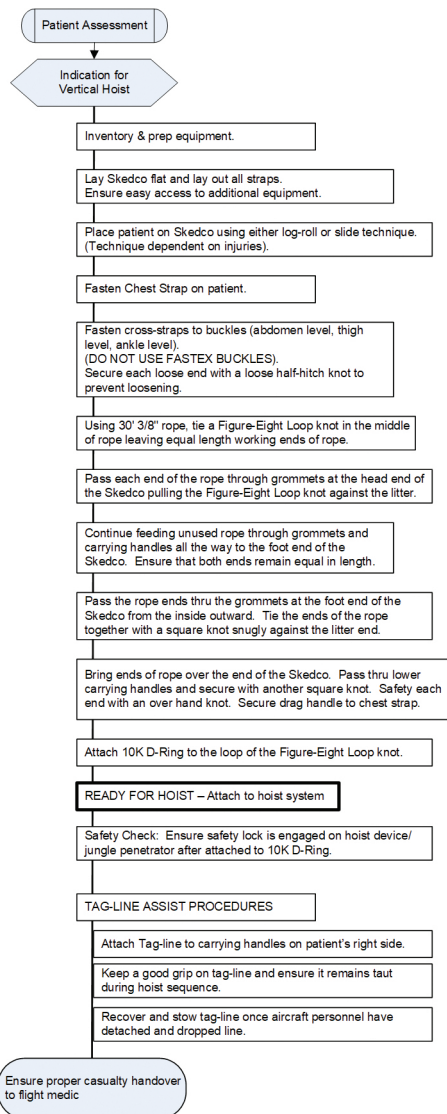 Patient Assessment
Indication for
Vertical Hoist
Inventory & prep equipment.
Lay Skedco flat and lay out all straps.
Ensure easy access to additional equipment.
Place patient on Skedco using either log-roll or slide technique.
(Technique dependent on injuries).
Fasten Chest Strap on patient.
Fasten cross-straps to buckles (abdomen level, thigh
level, ankle level).
(DO NOT USE FASTEX BUCKLES).
Secure each loose end with a loose half-hitch knot to
prevent loosening.
Using 30' 3/8" rope, tie a Figure-Eight Loop knot in the middle
of rope leaving equal length working ends of rope.
Pass each end of the rope through grommets at the head end of
the Skedco pulling the Figure-Eight Loop knot against the litter.
Continue feeding unused rope through grommets and
carrying handles all the way to the foot end of the
Skedco. Ensure that both ends remain equal in length.
Pass the rope ends thru the grommets at the foot end of the
Skedco from the inside outward. Tie the ends of the rope
together with a square knot snugly against the litter end.
Bring ends of rope over the end of the Skedco. Pass thru lower
carrying handles and secure with another square knot. Safety each
end with an over hand knot. Secure drag handle to chest strap.
Attach 10K D-Ring to the loop of the Figure-Eight Loop knot.
READY FOR HOIST – Attach to hoist system
Safety Check: Ensure safety lock is engaged on hoist device/
jungle penetrator after attached to 10K D-Ring.
TAG-LINE ASSIST PROCEDURES
Attach Tag-line to carrying handles on patient's right side.
Keep a good grip on tag-line and ensure it remains taut
during hoist sequence.
Recover and stow tag-line once aircraft personnel have
detached and dropped line.
Ensure proper casualty handover
to flight medic